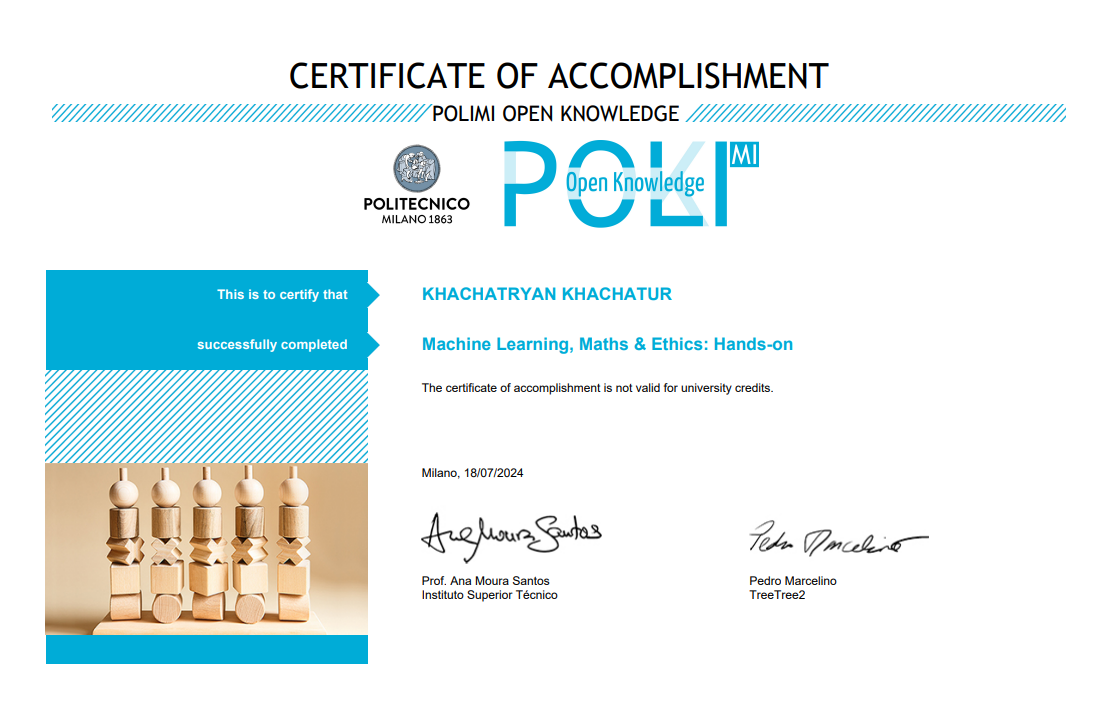 CERTIFICATE OF ACCOMPLISHMENT
POLIMI OPEN KNOWLEDGE
POLITECNICO
MILANO 1863
POLI MI
Open Knowledge
This is to certify that
KHACHATRYAN KHACHATUR
successfully completed
Machine Learning, Maths & Ethics: Hands-on
The certificate of accomplishment is not valid for university credits.
Milano, 18/07/2024
Ana Moura Santos
Pedro Marcelino
Prof. Ana Moura Santos
Instituto Superior Técnico
Pedro Marcelino
TreeTree2